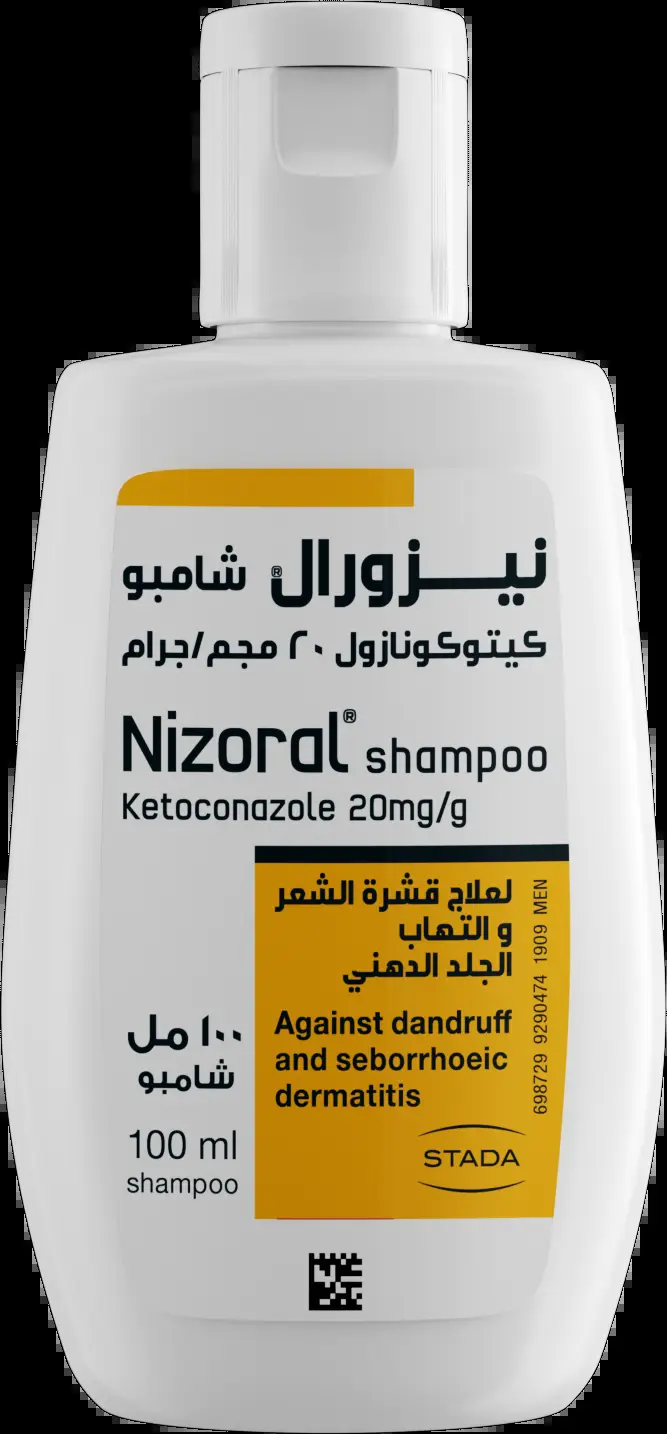 نيزورال® شامبو
كيتوكونازول ٢٠ مجم/جرام
Nizoral® shampoo
Ketoconazole 20mg/g
لعلاج قشرة الشعر
و التهاب
الجلد الدهني
Against dandruff
and seborrhoeic
dermatitis
698729 9290474 1909 MEN
STADA
١٠٠ مل
شامبو
100 ml
shampoo